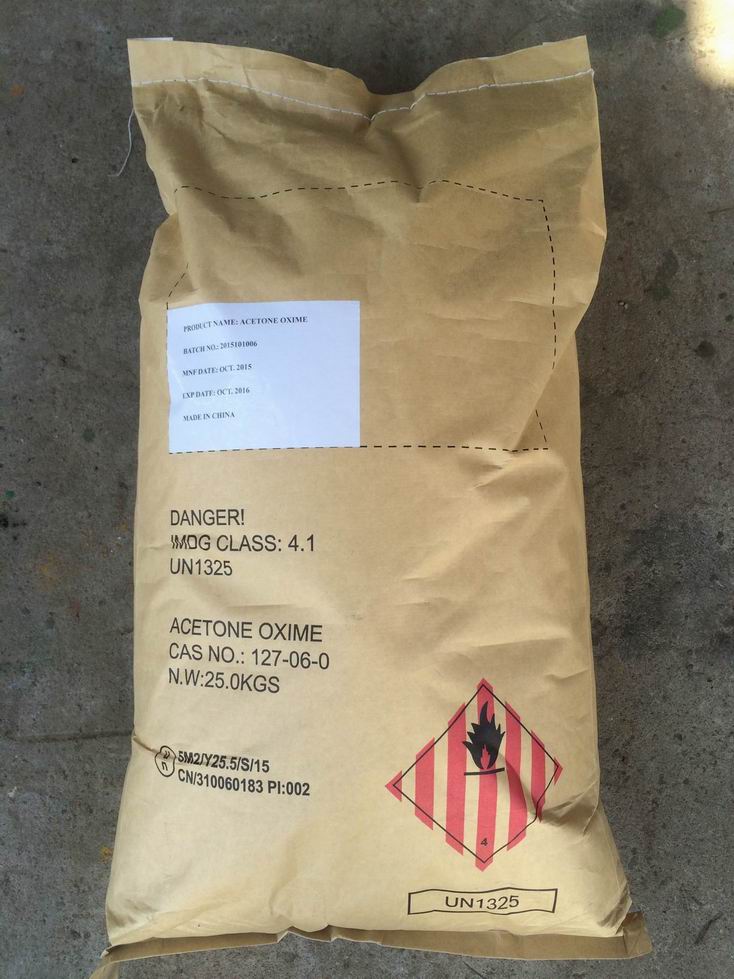 PRODUCT NAME: ACETONE OXIME
BATCH NO.: 2015101006
MNF DATE: OCT. 2015
EXP DATE: OCT. 2016
MADE IN CHINA
DANGER!
IMDG CLASS: 4.1
UN1325
ACETONE OXIME
CAS NO.: 127-06-0
N.W:25.0KGS
u n
5M2/Y25.5/S/15
CN/310060183 PI:002
4
UN1325